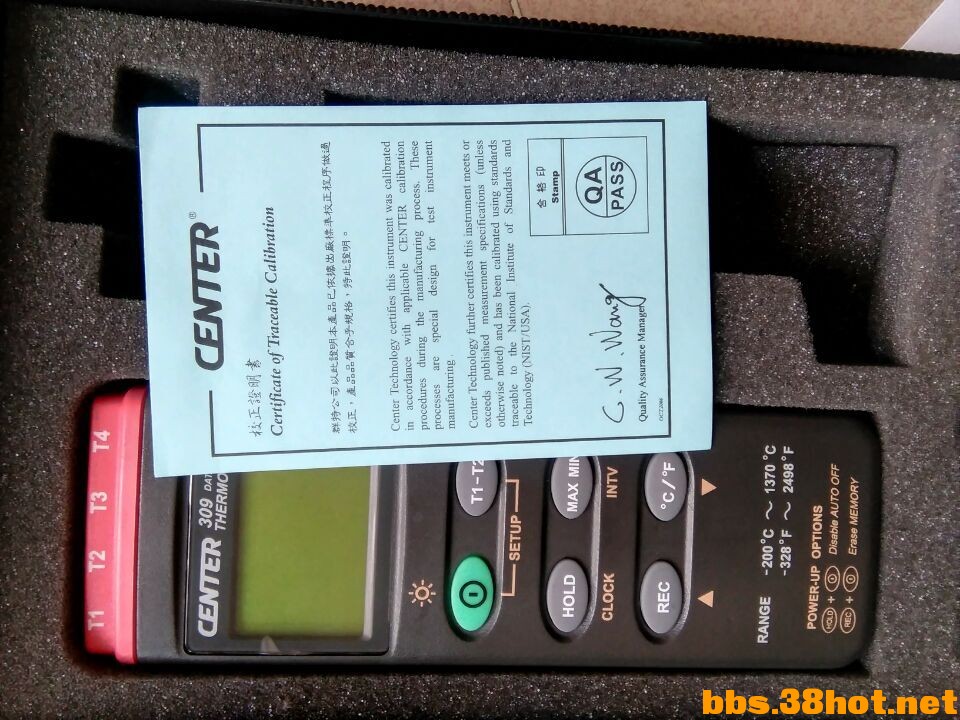 CENTER®
校正證明書
Certificate of Traceable Calibration
群特公司以此證明本產品已依據出廠標準校正程序做過
校正，產品品質合乎規格，特此證明。
Center Technology certifies this instrument was calibrated
in accordance with applicable CENTER calibration
procedures during the manufacturing process. These
processes are special design for test instrument
manufacturing.
Center Technology further certifies this instrument meets or
exceeds published measurement specifications (unless
otherwise noted) and has been calibrated using standards
traceable to the National Institute of Standards and
Technology (NIST/USA).
合格印
Stamp
QA
PASS
C. W. Wang
Quality Assurance Manager
OCT2006
T1 T2 T3 T4
CENTER 309 DAT
THERMO
T1-T2
SETUP
HOLD MAX MIN
CLOCK INTV
REC °C/°F
RANGE -200°C ~ 1370°C
-328°F ~ 2498°F
POWER-UP OPTIONS
HOLD + Disable AUTO OFF
REC + Erase MEMORY
bbs.38hot.net